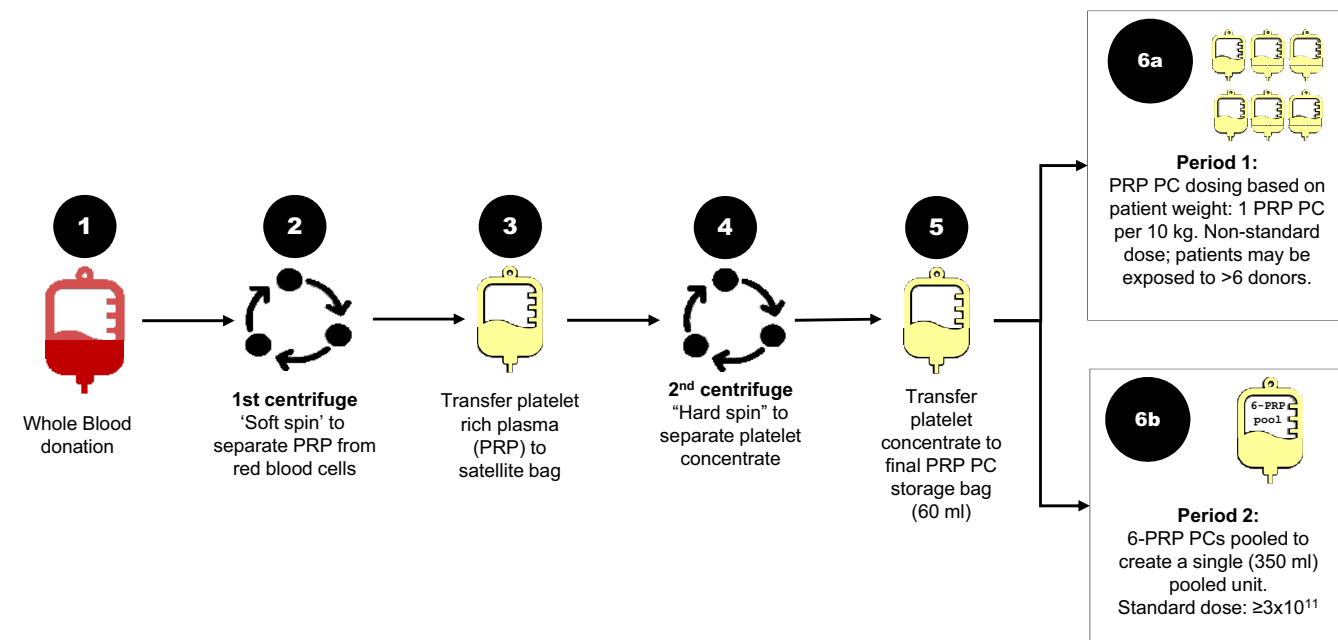 1
Whole Blood
donation
2
1st centrifuge
‘Soft spin’ to
separate PRP from
red blood cells
3
Transfer platelet
rich plasma
(PRP) to
satellite bag
4
2nd centrifuge
“Hard spin” to
separate platelet
concentrate
5
Transfer
platelet
concentrate to
final PRP PC
storage bag
(60 ml)
6a
Period 1:
PRP PC dosing based on
patient weight: 1 PRP PC
per 10 kg. Non-standard
dose; patients may be
exposed to >6 donors.
6b
6-PRP
pool
Period 2:
6-PRP PCs pooled to
create a single (350 ml)
pooled unit.
Standard dose: ≥3x10¹¹